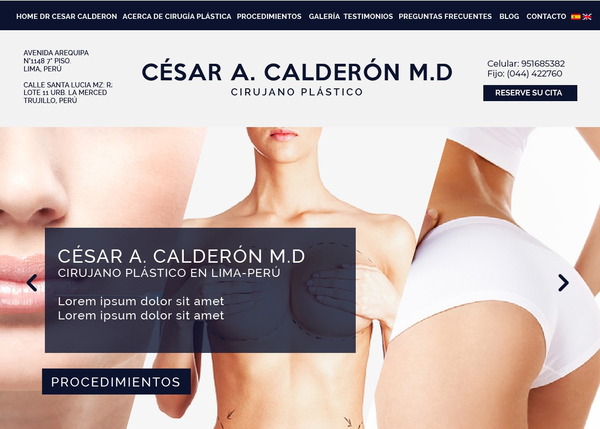 HOME DR CESAR CALDERON ACERCA DE CIRUGÍA PLÁSTICA PROCEDIMIENTOS GALERÍA TESTIMONIOS PREGUNTAS FRECUENTES BLOG CONTACTO
AVENIDA AREQUIPA
N°1148 7° PISO.
LIMA, PERÚ
CALLE SANTA LUCIA MZ: R,
LOTE 11 URB. LA MERCED
TRUJILLO, PERÚ
CÉSAR A. CALDERÓN M.D
CIRUJANO PLÁSTICO
Celular: 951685382
Fijo: (044) 422760
RESERVE SU CITA
CÉSAR A. CALDERÓN M.D
CIRUJANO PLÁSTICO EN LIMA-PERÚ
Lorem ipsum dolor sit amet
Lorem ipsum dolor sit amet
PROCEDIMIENTOS